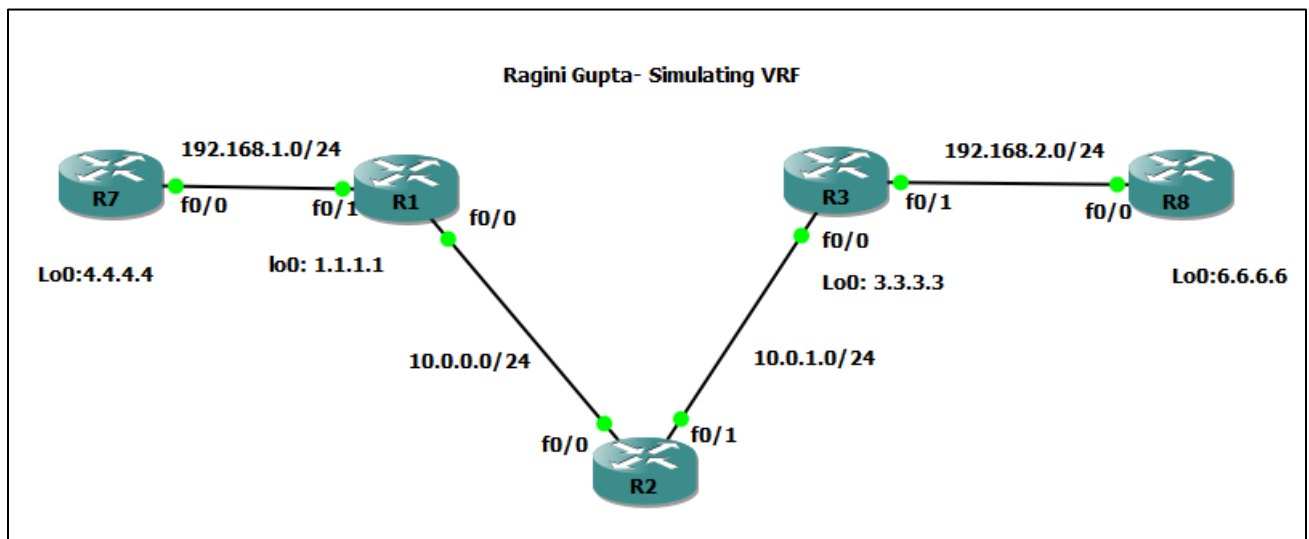 Ragini Gupta- Simulating VRF
192.168.1.0/24
192.168.2.0/24
R7
f0/0
f0/1
R1
f0/0
R3
f0/1
f0/0
R8
f0/0
Lo0:4.4.4.4
lo0: 1.1.1.1
Lo0: 3.3.3.3
Lo0:6.6.6.6
10.0.0.0/24
10.0.1.0/24
f0/0
f0/1
R2